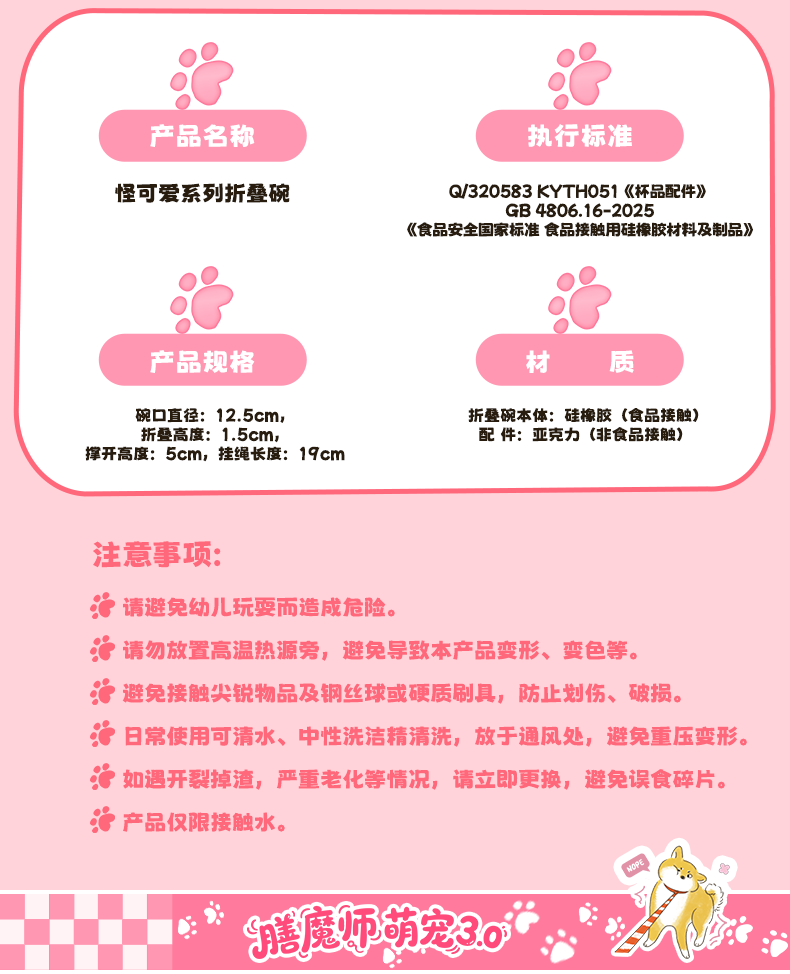 产品名称
怪可爱系列折叠碗
执行标准
Q/320583 KYTH051《杯品配件》
GB 4806.16-2025
《食品安全国家标准 食品接触用硅橡胶材料及制品》
产品规格
碗口直径：12.5cm,
折叠高度：1.5cm,
撑开高度：5cm, 挂绳长度：19cm
材 质
折叠碗本体：硅橡胶（食品接触）
配 件：亚克力（非食品接触）
注意事项:
请避免幼儿玩耍而造成危险。
请勿放置高温热源旁，避免导致本产品变形、变色等。
避免接触尖锐物品及钢丝球或硬质刷具，防止划伤、破损。
日常使用可清水、中性洗洁精清洗，放于通风处，避免重压变形。
如遇开裂掉渣，严重老化等情况，请立即更换，避免误食碎片。
产品仅限接触水。
NOPE
膳魔师萌宠3.0